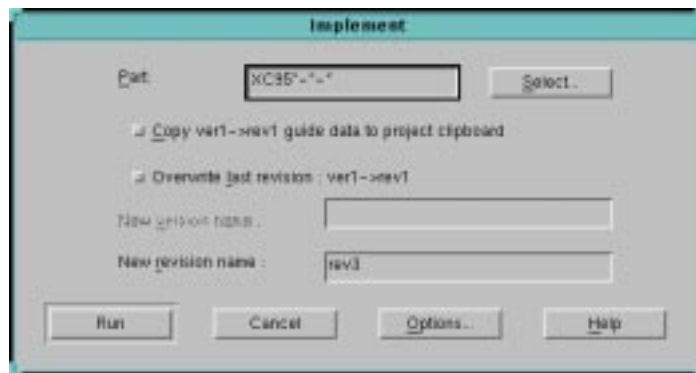 Implement
Part: XC95*-*-* Select...
Copy ver1->rev1 guide data to project clipboard
Overwrite last revision : ver1->rev1
New version name :
New revision name : rev3
Run Cancel Options... Help